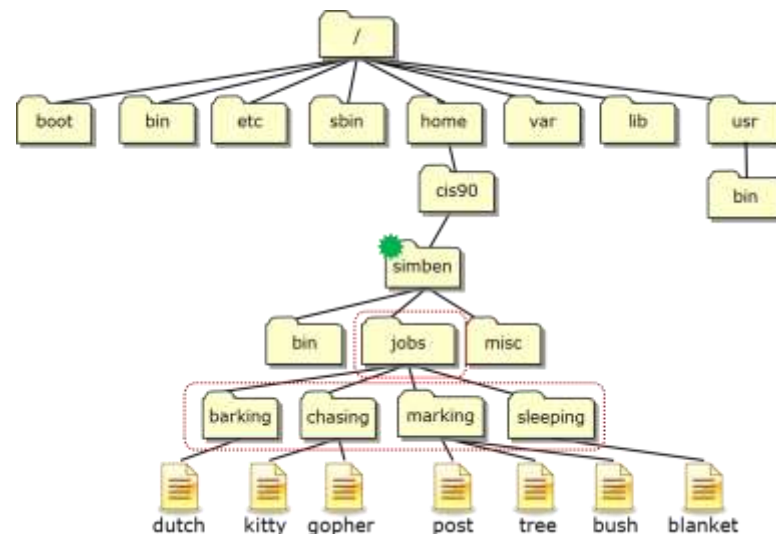 /
boot bin etc sbin home var lib usr
cis90 bin
simben
bin jobs misc
barking chasing marking sleeping
dutch kitty gopher post tree bush blanket